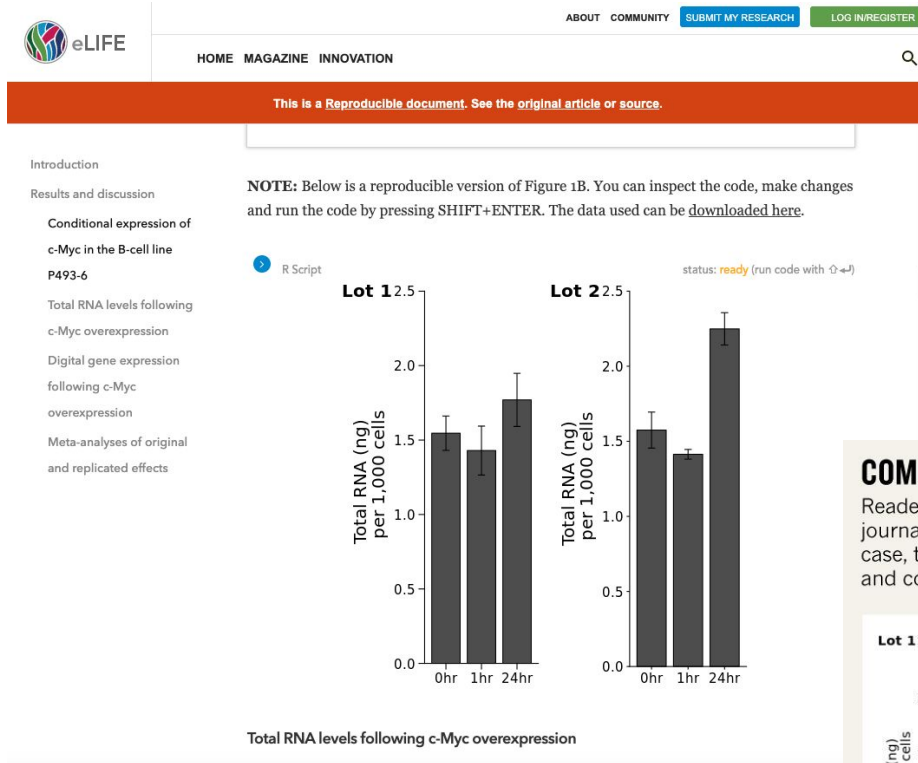 ABOUT COMMUNITY SUBMIT MY RESEARCH LOG IN/REGISTER
eLIFE
HOME MAGAZINE INNOVATION
This is a Reproducible document. See the original article or source.
Introduction
Results and discussion
Conditional expression of
c-Myc in the B-cell line
P493-6
Total RNA levels following
c-Myc overexpression
Digital gene expression
following c-Myc
overexpression
Meta-analyses of original
and replicated effects
NOTE: Below is a reproducible version of Figure 1B. You can inspect the code, make changes
and run the code by pressing SHIFT+ENTER. The data used can be downloaded here.
R Script
status: ready (run code with ⇧↵)
Lot 1
2.5
2.0
1.5
1.0
0.5
0.0
Total RNA (ng)
per 1,000 cells
0hr 1hr 24hr
Lot 2
2.5
2.0
1.5
1.0
0.5
0.0
Total RNA (ng)
per 1,000 cells
0hr 1hr 24hr
Total RNA levels following c-Myc overexpression
COM
Reade
journa
case, t
and co
Lot 1
ng)
cells